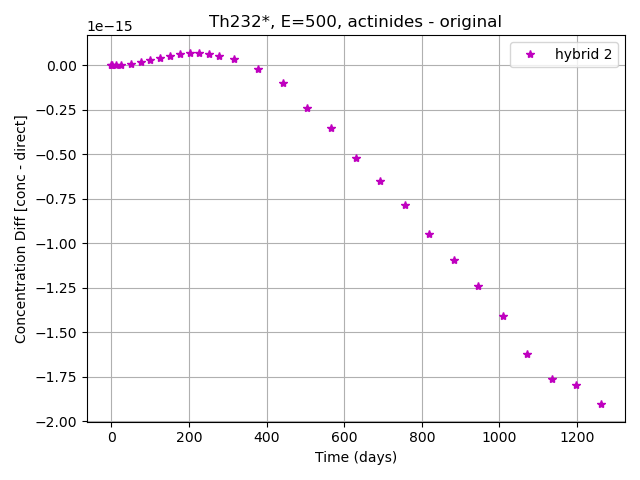 Th232*, E=500, actinides - original
1e−15
hybrid 2
0.00
−0.25
−0.50
−0.75
−1.00
−1.25
−1.50
−1.75
−2.00
Concentration Diff [conc - direct]
0 200 400 600 800 1000 1200
Time (days)